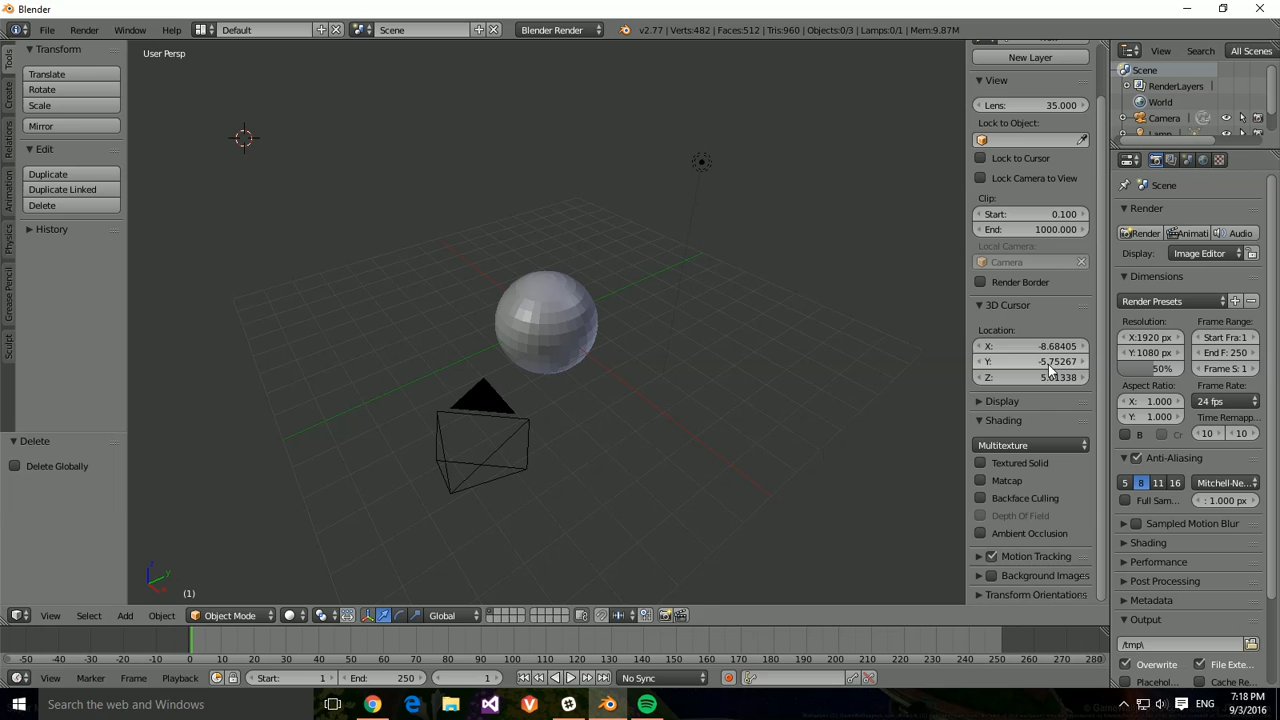 Blender
File Render Window Help Default Scene Blender Render v2.77 | Verts:482 | Faces:512 | Tris:960 | Objects:0/3 | Lamps:0/1 | Mem:9.87M
View Search All Scenes
Tools
Create
Relations
Animation
Physics
Grease Pencil
Sculpt
Transform
Translate
Rotate
Scale
Mirror
Edit
Duplicate
Duplicate Linked
Delete
History
Delete
Delete Globally
User Persp
(1)
New Layer
View
Lens: 35.000
Lock to Object:
Lock to Cursor
Lock Camera to View
Clip:
Start: 0.100
End: 1000.000
Local Camera:
Camera
Render Border
3D Cursor
Location:
X: -8.68405
Y: -5.75267
Z:
Display
Shading
Multitexture
Textured Solid
Matcap
Backface Culling
Depth Of Field
Ambient Occlusion
Motion Tracking
Background Images
Transform Orientations
Scene
RenderLayers
World
Camera
Lamp
Scene
Render
Render Animati Audio
Display: Image Editor
Dimensions
Render Presets
Resolution: Frame Range:
X:1920 px Start Fra:1
Y:1080 px End F: 250
50% Frame S: 1
Aspect Ratio: Frame Rate:
X: 1.000 24 fps
Y: 1.000 Time Remapp...
B Cr 10 10
Anti-Aliasing
5 8 11 16 Mitchell-Ne...
Full Sam... : 1.000 px
Sampled Motion Blur
Shading
Performance
Post Processing
Metadata
Output
/tmp\
Overwrite File Exte...
Placehol... Cache Re...
View Select Add Object Object Mode Global
-50 -40 -30 -20 -10 0 10 20 30 40 50 60 70 80 90 100 110 120 130 140 150 160 170 180 190 200 210 220 230 240 250 260 270 280
View Marker Frame Playback Start: 1 End: 250 1 No Sync
Search the web and Windows
ENG
7:18 PM
9/3/2016